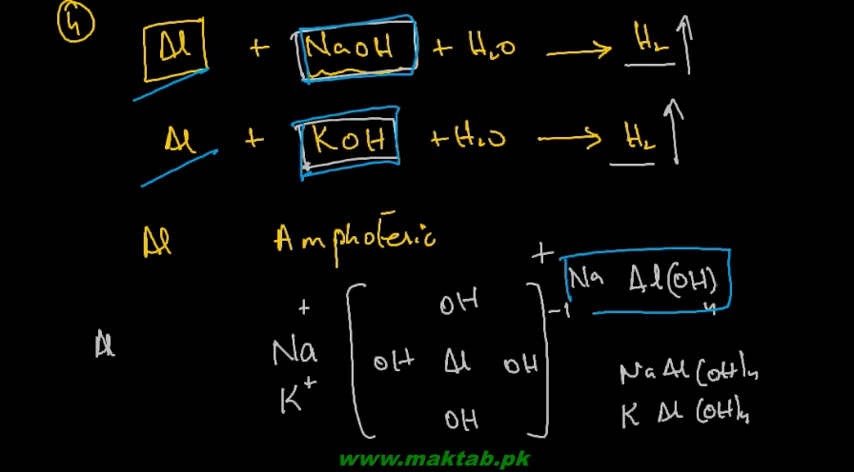 4
Al + NaOH + H₂O → H₂ ↑
Al + KOH + H₂O → H₂ ↑
Al Amphoteric
+ Na Al(OH)4
+ [ OH ] -1
Al Na OH Al OH NaAl(OH)4
K+ OH K Al(OH)4
www.maktab.pk